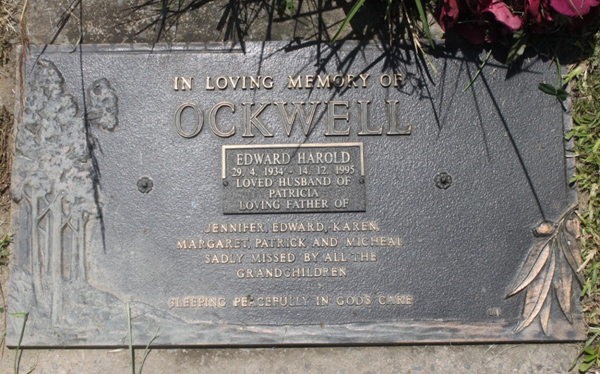 IN LOVING MEMORY OF
OCKWELL
EDWARD HAROLD
29. 4. 1934 - 14. 12. 1995
LOVED HUSBAND OF
PATRICIA
LOVING FATHER OF
JENNIFER, EDWARD, KAREN,
MARGARET, PATRICK AND MICHEAL
SADLY MISSED BY ALL THE
GRANDCHILDREN
SLEEPING PEACEFULLY IN GODS CARE